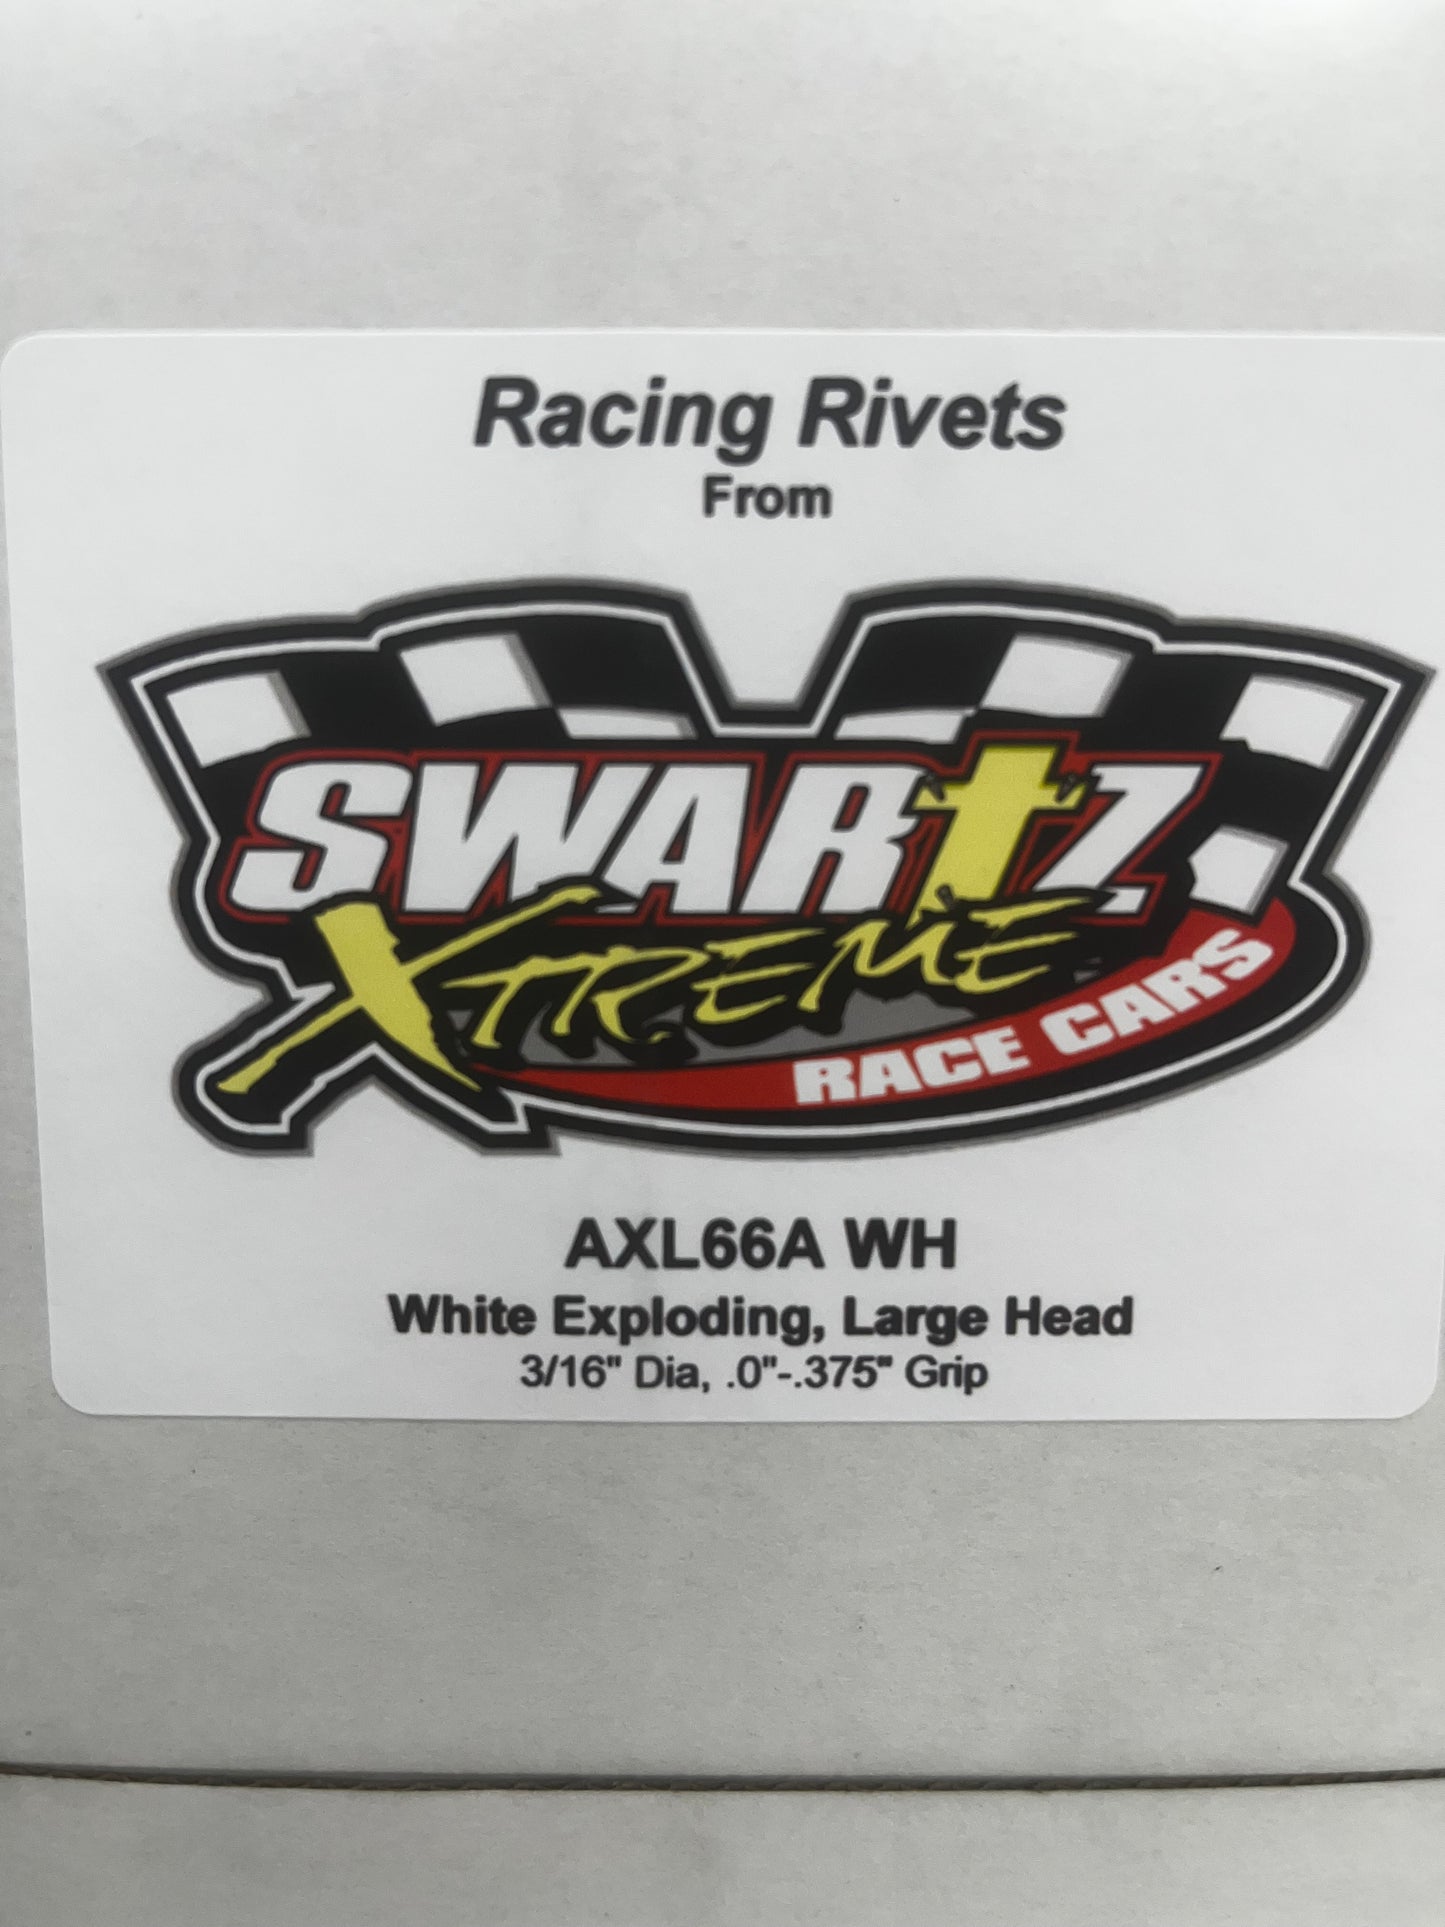 Racing Rivets
From
SWARtZ
XTREME
RACE CARS
AXL66A WH
White Exploding, Large Head
3/16" Dia, .0"-.375" Grip